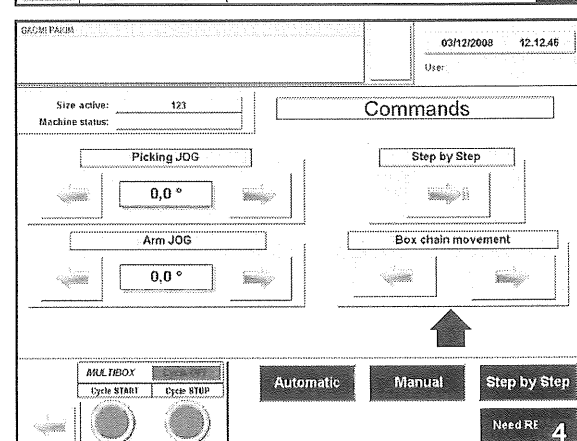 03/12/2008 12.12.46
User:
Size active: 123
Machine status:
Commands
Picking JOG
0,0 °
Step by Step
Arm JOG
0,0 °
Box chain movement
MULTIBOX
Cycle START Cycle STOP
Automatic Manual Step by Step
Need RE 4